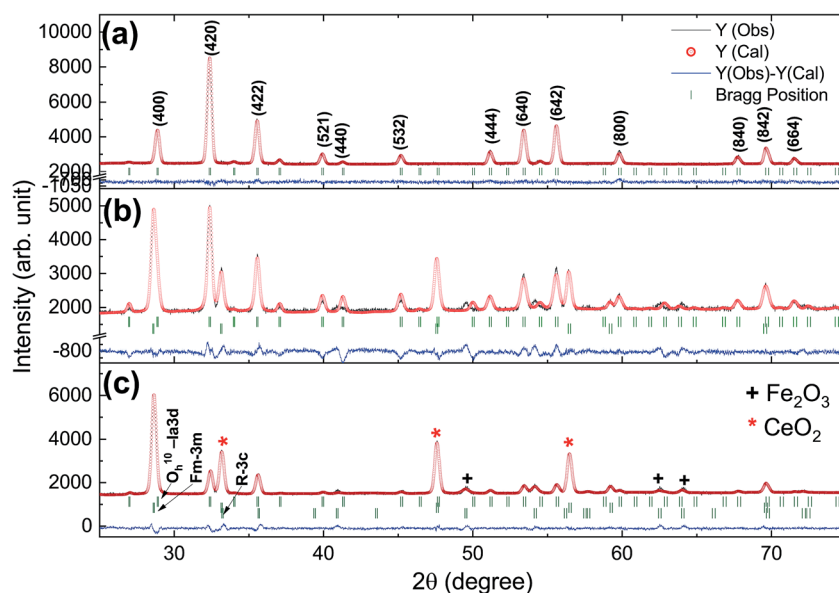 (a)
Y (Obs)
Y (Cal)
Y(Obs)-Y(Cal)
Bragg Position
10000
8000
6000
4000
2000
-1050
(400)
(420)
(422)
(521)
(440)
(532)
(444)
(640)
(642)
(800)
(840)
(842)
(664)
(b)
5000
4000
3000
2000
-800
Intensity (arb. unit)
(c)
+ Fe₂O₃
* CeO₂
6000
4000
2000
0
Oₕ¹⁰ –Ia3d
Fm-3m
R-3c
*
*
*
+
+
+
30 40 50 60 70
2θ (degree)